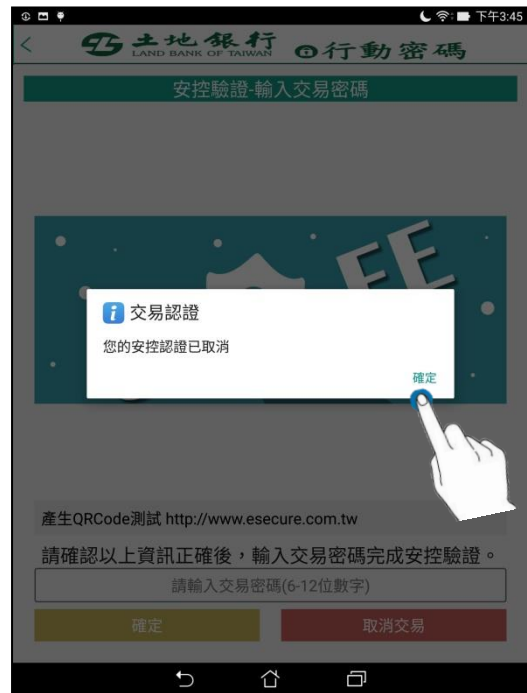 下午3:45
土地銀行
LAND BANK OF TAIWAN
行動密碼
安控驗證-輸入交易密碼
FEE
交易認證
您的安控認證已取消
確定
產生QRCode測試 http://www.esecure.com.tw
請確認以上資訊正確後，輸入交易密碼完成安控驗證。
請輸入交易密碼(6-12位數字)
確定
取消交易